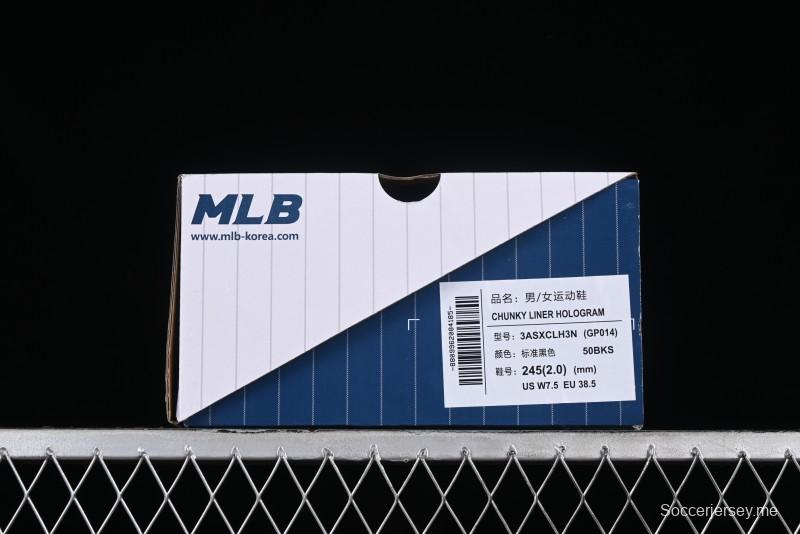 MLB
www.mlb-korea.com
品名: 男/女运动鞋
CHUNKY LINER HOLOGRAM
型号: 3ASXCLH3N (GP014)
颜色: 标准黑色 50BKS
鞋号: 245(2.0) (mm)
US W7.5 EU 38.5
Soccerjersey.me